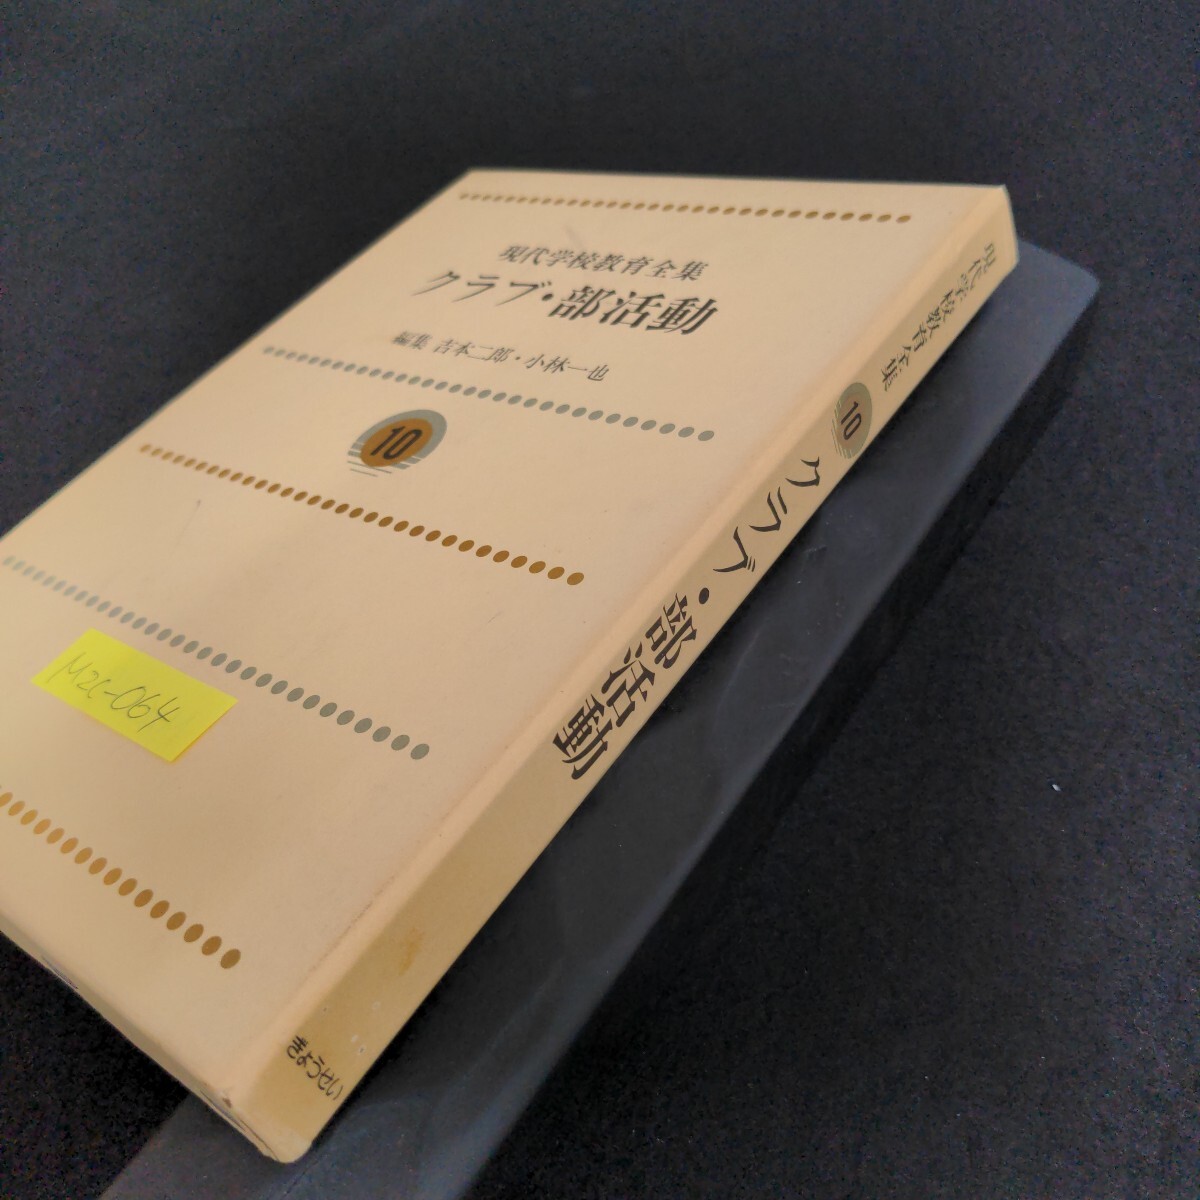 現代学校教育全集
クラブ・部活動
編集 吉本二郎・小林一也
10
M2C-064
現代学校教育全集
10
クラブ・部活動
ぎょうせい